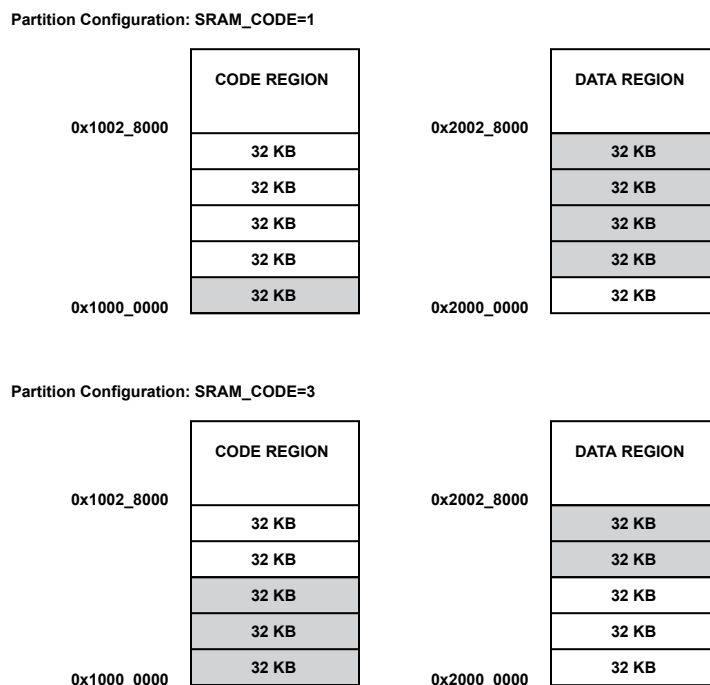 Partition Configuration: SRAM_CODE=1
CODE REGION
DATA REGION
0x1002_8000
0x2002_8000
32 KB
32 KB
32 KB
32 KB
32 KB
32 KB
32 KB
32 KB
32 KB
32 KB
0x1000_0000
0x2000_0000
Partition Configuration: SRAM_CODE=3
CODE REGION
DATA REGION
0x1002_8000
0x2002_8000
32 KB
32 KB
32 KB
32 KB
32 KB
32 KB
32 KB
32 KB
32 KB
32 KB
0x1000_0000
0x2000_0000